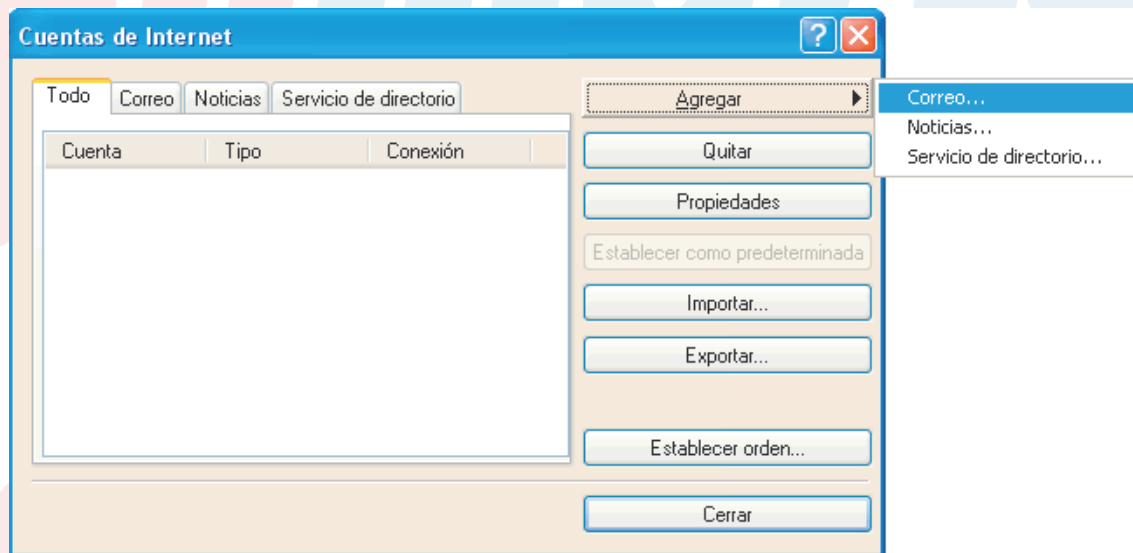 Cuentas de Internet
Todo Correo Noticias Servicio de directorio
Cuenta Tipo Conexión
Agregar
Quitar
Propiedades
Establecer como predeterminada
Importar...
Exportar...
Establecer orden...
Cerrar
Correo...
Noticias...
Servicio de directorio...